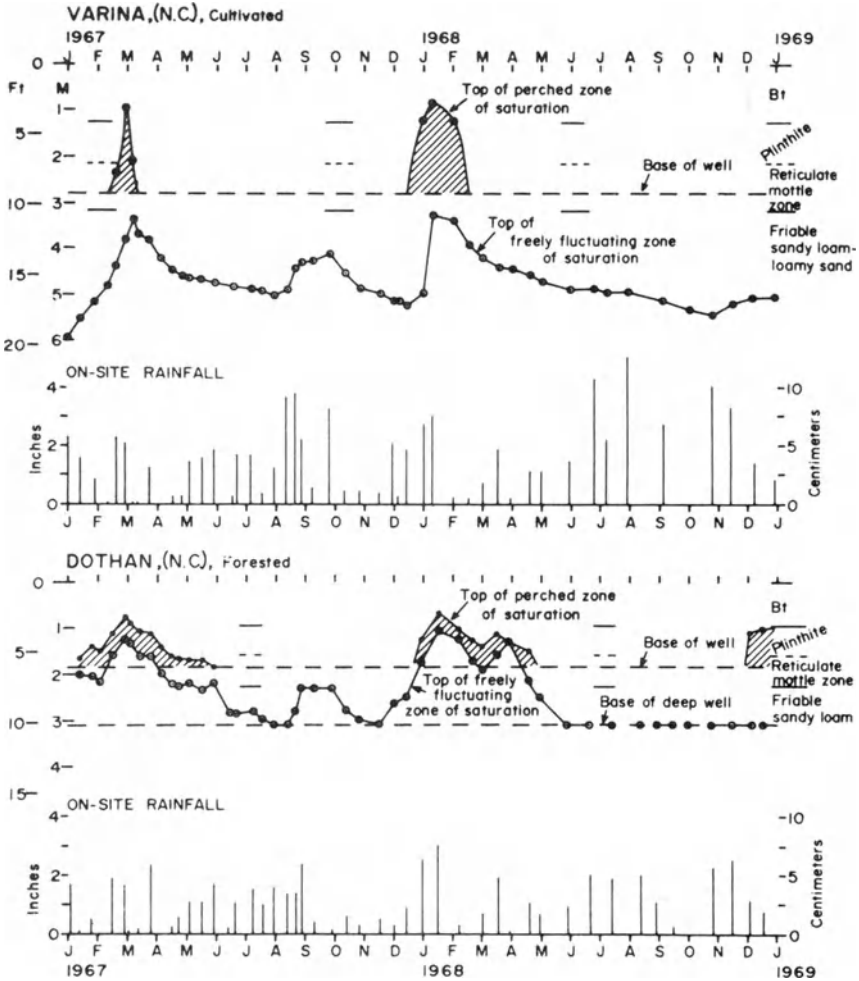 VARINA, (N.C.), Cultivated
1967 1968 1969
J F M A M J J A S O N D J F M A M J J A S O N D J
0
Ft M
1
5
2
10 3
4
15
5
6
20
Top of perched zone
of saturation
Base of well
Top of
freely fluctuating zone
of saturation
Bt
Plinthite
Reticulate
mottle
zone
Friable
sandy loam-
loamy sand
ON-SITE RAINFALL
4
2
0
Inches
10
5
0
Centimeters
J F M A M J J A S O N D J F M A M J J A S O N D J
DOTHAN, (N.C.), Forested
0
1
5
2
10 3
4
15
Top of perched zone
of saturation
Base of well
Top of freely
fluctuating
zone of saturation
Base of deep well
Bt
Plinthite
Reticulate
mottle zone
Friable
sandy loam
ON-SITE RAINFALL
4
2
0
Inches
10
5
0
Centimeters
J F M A M J J A S O N D J F M A M J J A S O N D J
1967 1968 1969